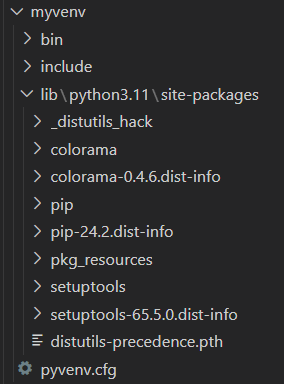 myvenv
bin
include
lib\python3.11\site-packages
_distutils_hack
colorama
colorama-0.4.6.dist-info
pip
pip-24.2.dist-info
pkg_resources
setuptools
setuptools-65.5.0.dist-info
distutils-precedence.pth
pyvenv.cfg